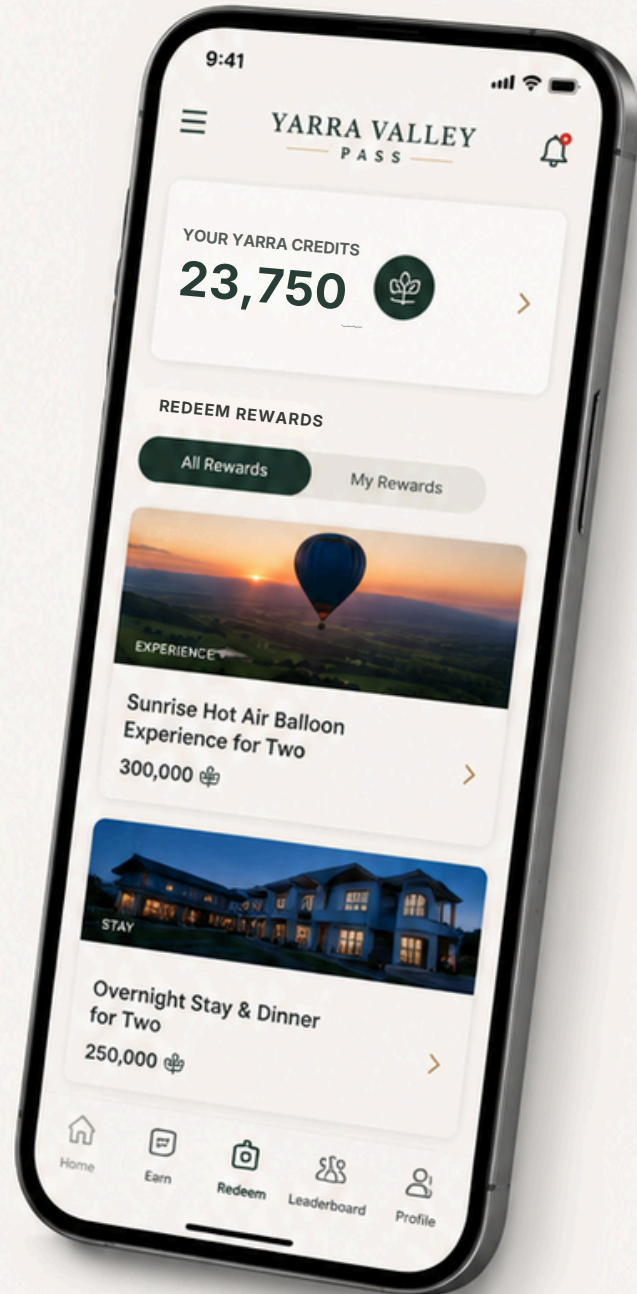 9:41
YARRA VALLEY
PASS
YOUR YARRA CREDITS
23,750
REDEEM REWARDS
All Rewards
My Rewards
EXPERIENCE
Sunrise Hot Air Balloon
Experience for Two
300,000
STAY
Overnight Stay & Dinner
for Two
250,000
Home
Earn
Redeem
Leaderboard
Profile